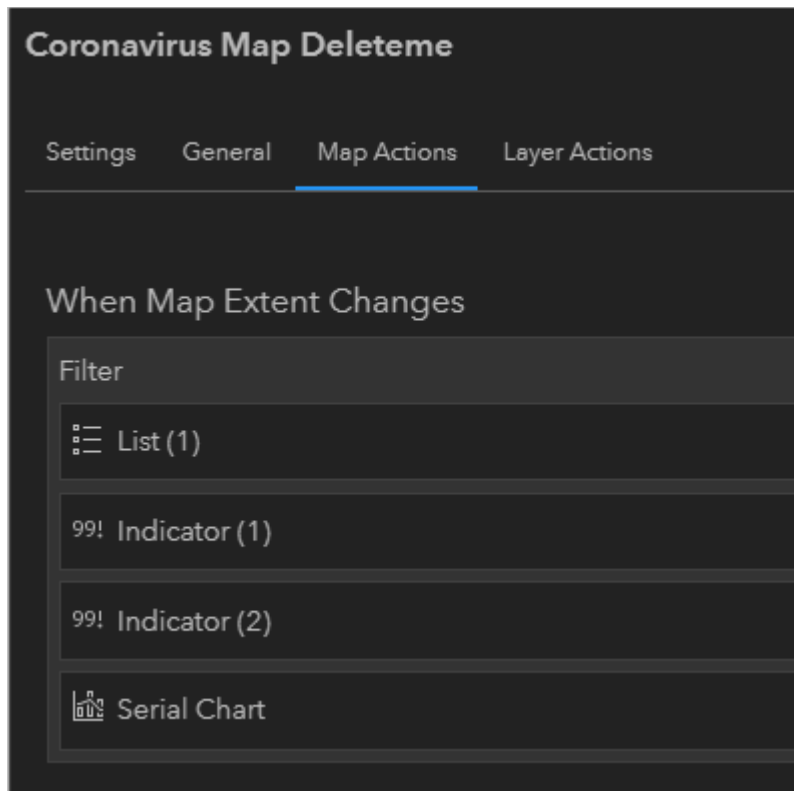 Coronavirus Map Deleteme
Settings General Map Actions Layer Actions
When Map Extent Changes
Filter
List (1)
99! Indicator (1)
99! Indicator (2)
Serial Chart